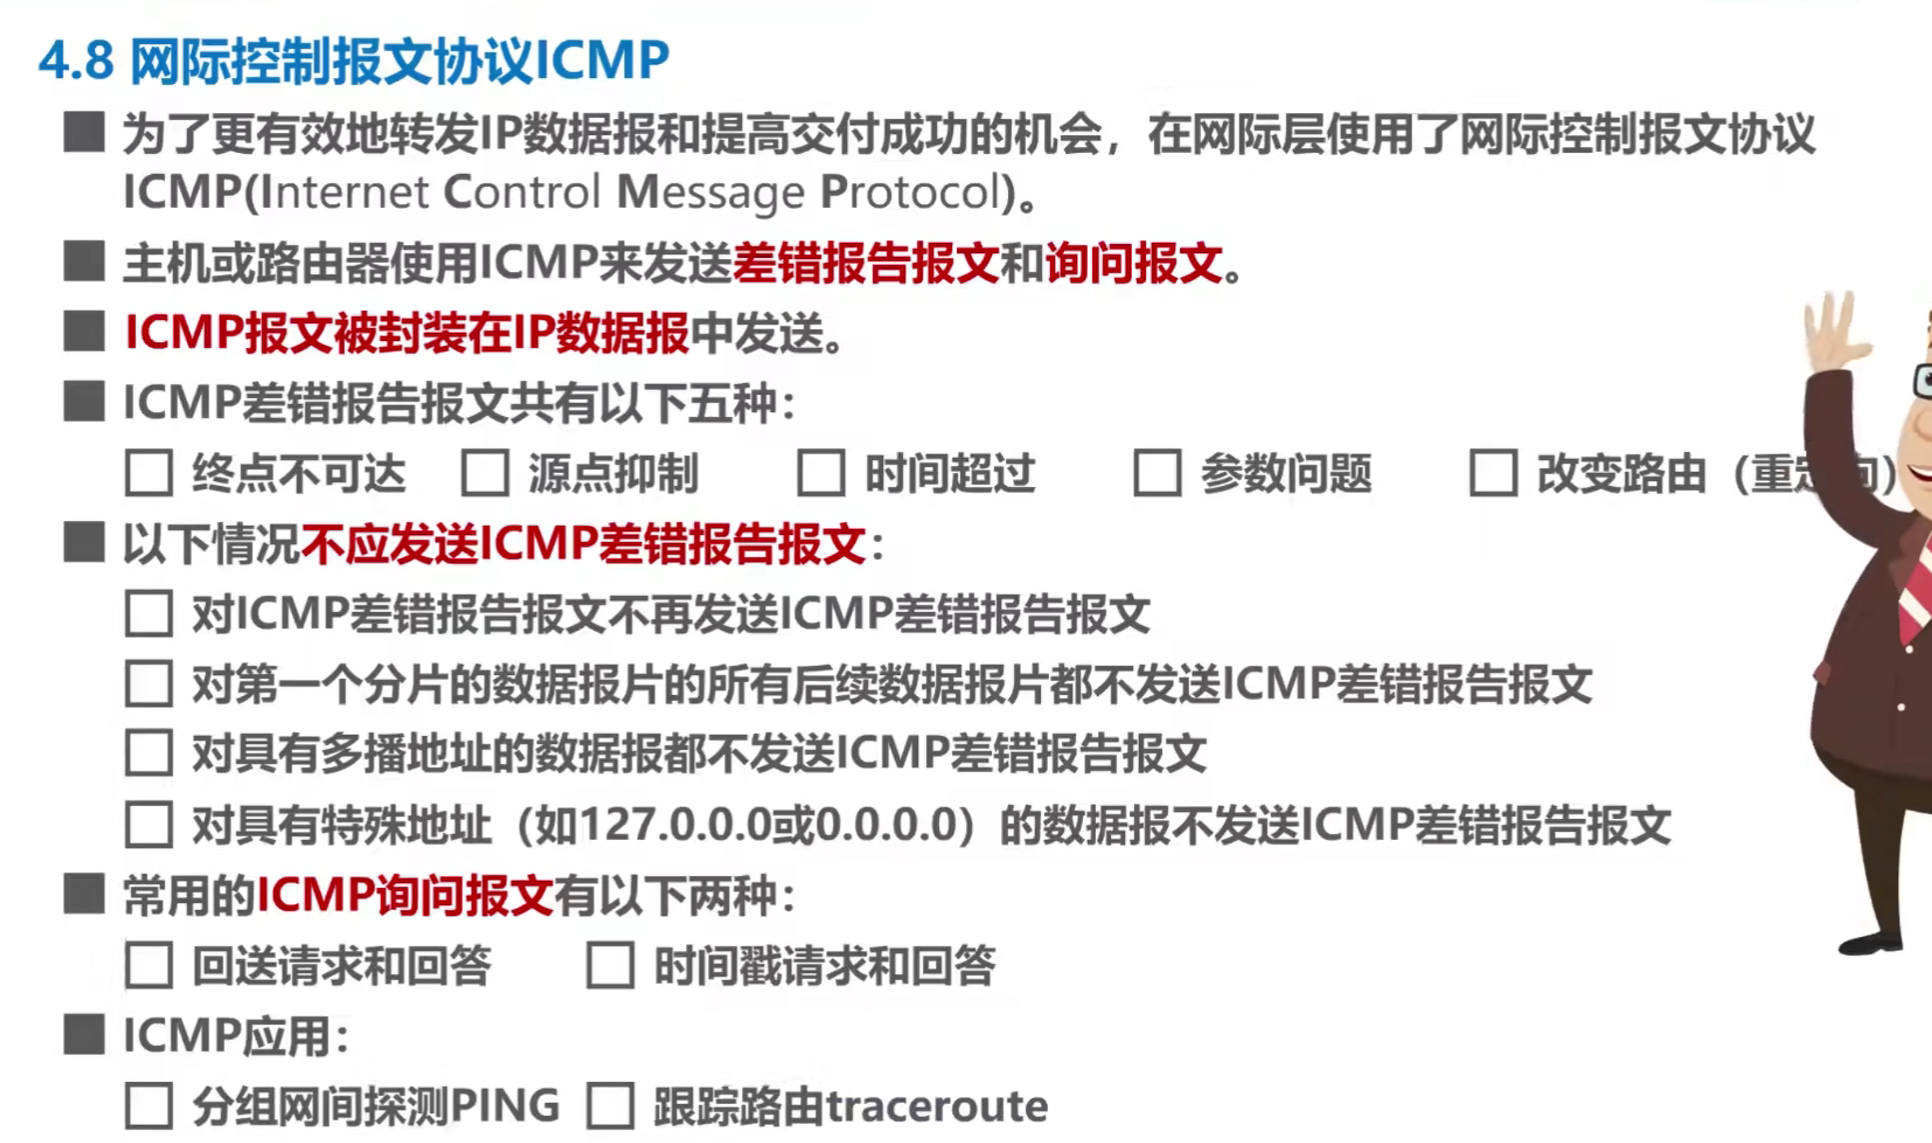 4.8 网际控制报文协议ICMP
为了更有效地转发IP数据报和提高交付成功的机会，在网际层使用了网际控制报文协议
ICMP(Internet Control Message Protocol)。
主机或路由器使用ICMP来发送差错报告报文和询问报文。
ICMP报文被封装在IP数据报中发送。
ICMP差错报告报文共有以下五种：
终点不可达 源点抑制 时间超过 参数问题 改变路由（重定向）
以下情况不应发送ICMP差错报告报文：
对ICMP差错报告报文不再发送ICMP差错报告报文
对第一个分片的数据报片的所有后续数据报片都不发送ICMP差错报告报文
对具有多播地址的数据报都不发送ICMP差错报告报文
对具有特殊地址（如127.0.0.0或0.0.0.0）的数据报不发送ICMP差错报告报文
常用的ICMP询问报文有以下两种：
回送请求和回答 时间戳请求和回答
ICMP应用：
分组网间探测PING 跟踪路由traceroute